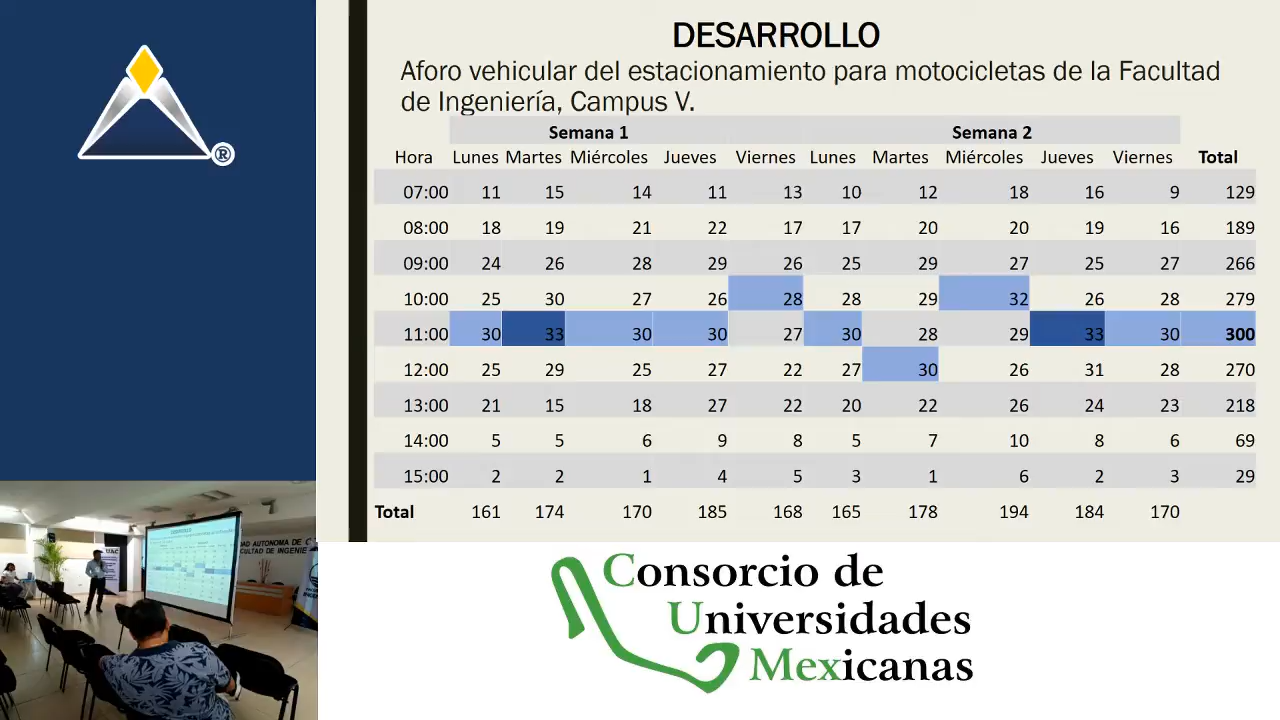 ®
DESARROLLO
Aforo vehicular del estacionamiento para motocicletas de la Facultad
de Ingeniería, Campus V.
Semana 1 Semana 2
Hora Lunes Martes Miércoles Jueves Viernes Lunes Martes Miércoles Jueves Viernes Total
07:00 11 15 14 11 13 10 12 18 16 9 129
08:00 18 19 21 22 17 17 20 20 19 16 189
09:00 24 26 28 29 26 25 29 27 25 27 266
10:00 25 30 27 26 28 28 29 32 26 28 279
11:00 30 33 30 30 27 30 28 29 33 30 300
12:00 25 29 25 27 22 27 30 26 31 28 270
13:00 21 15 18 27 22 20 22 26 24 23 218
14:00 5 5 6 9 8 5 7 10 8 6 69
15:00 2 2 1 4 5 3 1 6 2 3 29
Total 161 174 170 185 168 165 178 194 184 170
DESARROLLO
UAC
DAD AUTONOMA DE C
FACULTAD DE INGENIE
Consorcio de
Universidades
Mexicanas